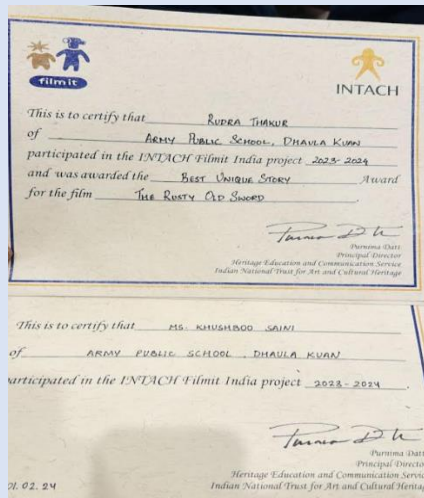 filmit
INTACH
This is to certify that RUDRA THAKUR
of ARMY PUBLIC SCHOOL, DHAULA KUAN
participated in the INTACH Filmit India project 2023-2024
and was awarded the BEST UNIQUE STORY Award
for the film THE RUSTY OLD SWORD
Purnima Datt
Principal Director
Heritage Education and Communication Service
Indian National Trust for Art and Cultural Heritage
This is to certify that MS. KHUSHBOO SAINI
of ARMY PUBLIC SCHOOL, DHAULA KUAN
articipated in the INTACH Filmit India project 2023-2024
Purnima Datt
Principal Director
Heritage Education and Communication Servic
01.02.24 Indian National Trust for Art and Cultural Heritag